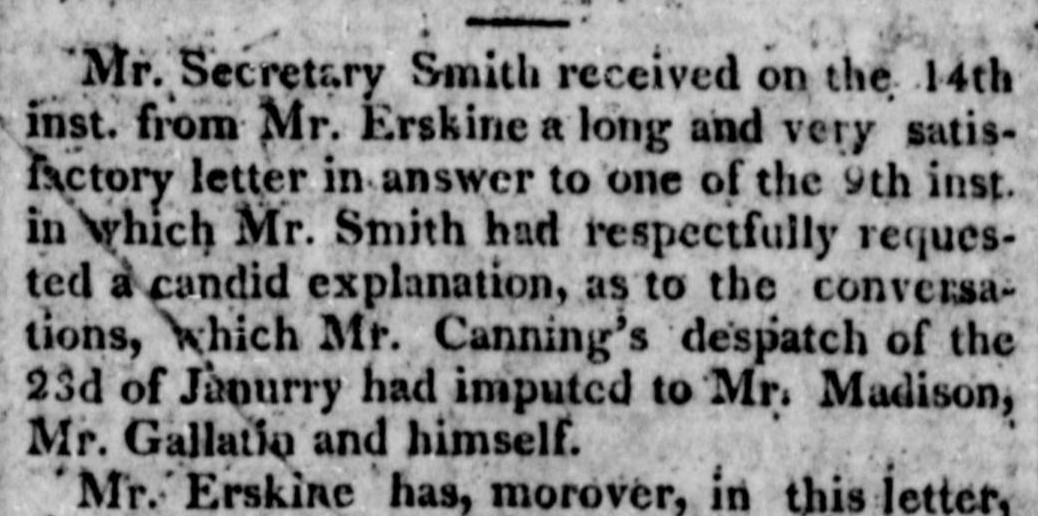 Mr. Secretary Smith received on the 14th
inst. from Mr. Erskine a long and very satis-
factory letter in answer to one of the 9th inst.
in which Mr. Smith had respectfully reques-
ted a candid explanation, as to the conversa-
tions, which Mr. Canning's despatch of the
23d of Janurry had imputed to Mr. Madison,
Mr. Gallatin and himself.
Mr. Erskine has, morover, in this letter,